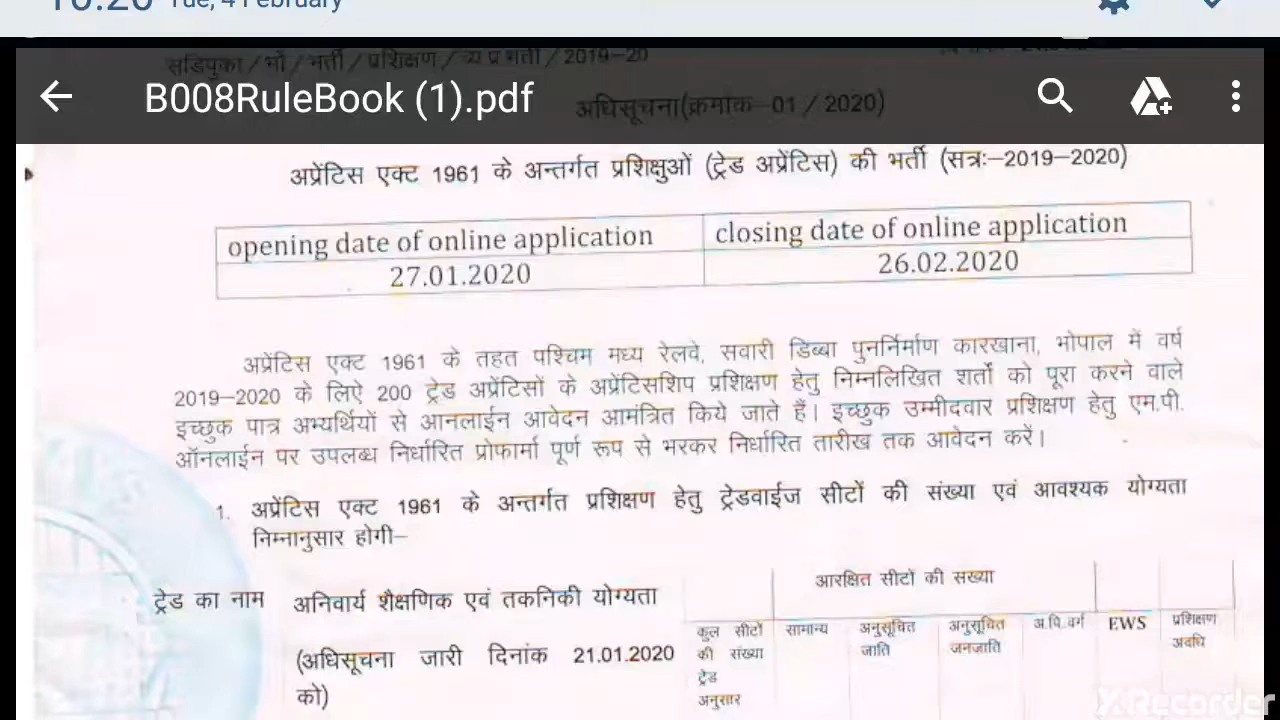 Tue, 4 February
सडिपुका/भो/भर्ती/प्रशिक्षण/
B008RuleBook (1).pdf
अधिसूचना(क्रमांक–01/2020)
अप्रेंटिस एक्ट 1961 के अन्तर्गत प्रशिक्षुओं (ट्रेड अप्रेंटिस) की भर्ती (सत्रः–2019–2020)
opening date of online application closing date of online application
27.01.2020 26.02.2020
अप्रेंटिस एक्ट 1961 के तहत पश्चिम मध्य रेलवे, सवारी डिब्बा पुनर्निर्माण कारखाना, भोपाल में वर्ष
2019–2020 के लिए 200 ट्रेड अप्रेंटिसों के अप्रेंटिसशिप प्रशिक्षण हेतु निम्नलिखित शर्तो को पूरा करने वाले
इच्छुक पात्र अभ्यर्थियों से आनलाईन आवेदन आमंत्रित किये जाते हैं। इच्छुक उम्मीदवार प्रशिक्षण हेतु एम.पी.
ऑनलाईन पर उपलब्ध निर्धारित प्रोफार्मा पूर्ण रूप से भरकर निर्धारित तारीख तक आवेदन करें।
1. अप्रेंटिस एक्ट 1961 के अन्तर्गत प्रशिक्षण हेतु ट्रेडवाईज सीटों की संख्या एवं आवश्यक योग्यता
निम्नानुसार होगी–
आरक्षित सीटों की सख्या
ट्रेड का नाम अनिवार्य शैक्षणिक एवं तकनिकी योग्यता
कुल सीटों सामान्य अनुसूचित अनुसूचित अ.पि.वर्ग EWS प्रशिक्षण
की संख्या जाति जनजाति अवधि
(अधिसूचना जारी दिनांक 21.01.2020
ट्रेड
को) अनुसार
XRecorder